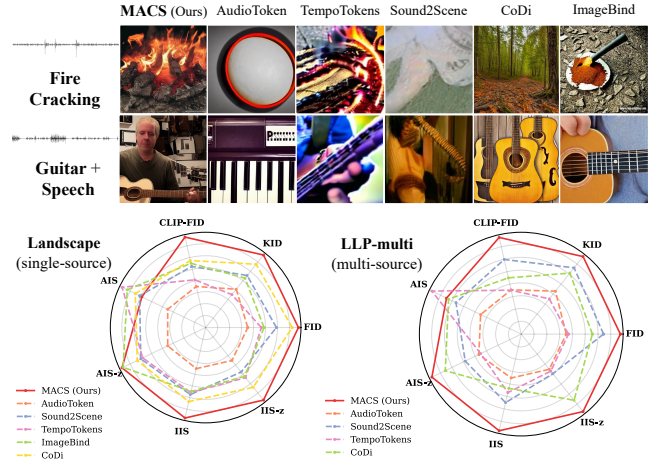 MACS (Ours) AudioToken TempoTokens Sound2Scene CoDi ImageBind
Fire
Cracking
Guitar +
Speech
Landscape
(single-source)
CLIP-FID
KID
AIS
FID
AIS-z
IIS-z
IIS
MACS (Ours)
AudioToken
Sound2Scene
TempoTokens
ImageBind
CoDi
LLP-multi
(multi-source)
CLIP-FID
KID
AIS
FID
AIS-z
IIS-z
IIS
MACS (Ours)
AudioToken
Sound2Scene
TempoTokens
CoDi